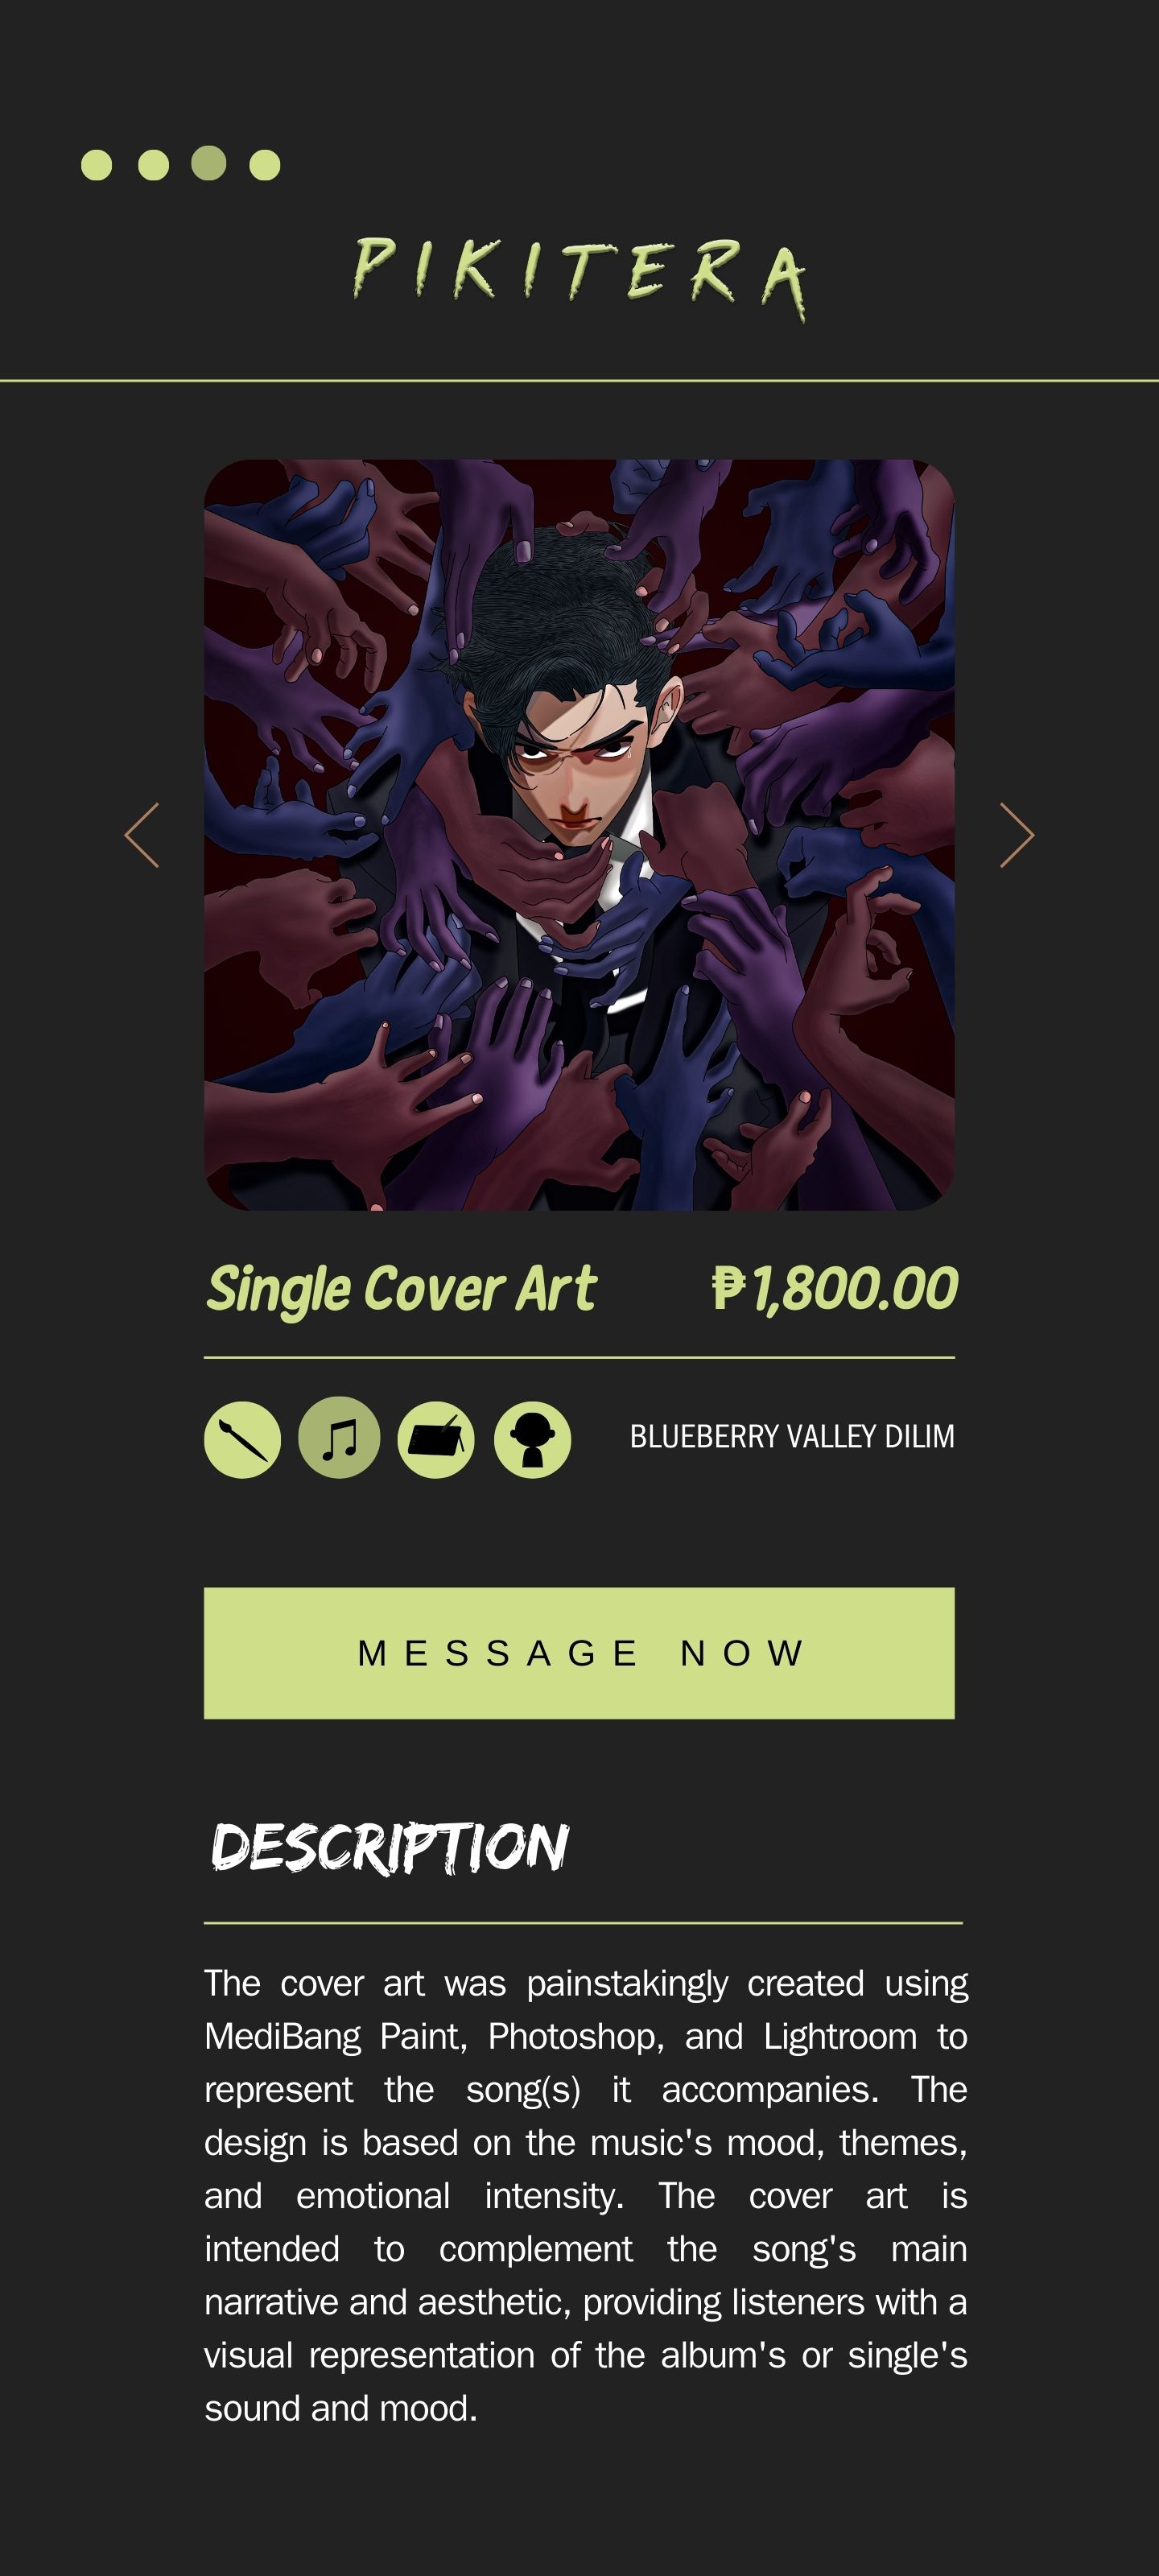 PIKITERA
Single Cover Art
₱1,800.00
BLUEBERRY VALLEY DILIM
MESSAGE NOW
DESCRIPTION
The cover art was painstakingly created using
MediBang Paint, Photoshop, and Lightroom to
represent the song(s) it accompanies. The
design is based on the music's mood, themes,
and emotional intensity. The cover art is
intended to complement the song's main
narrative and aesthetic, providing listeners with a
visual representation of the album's or single's
sound and mood.